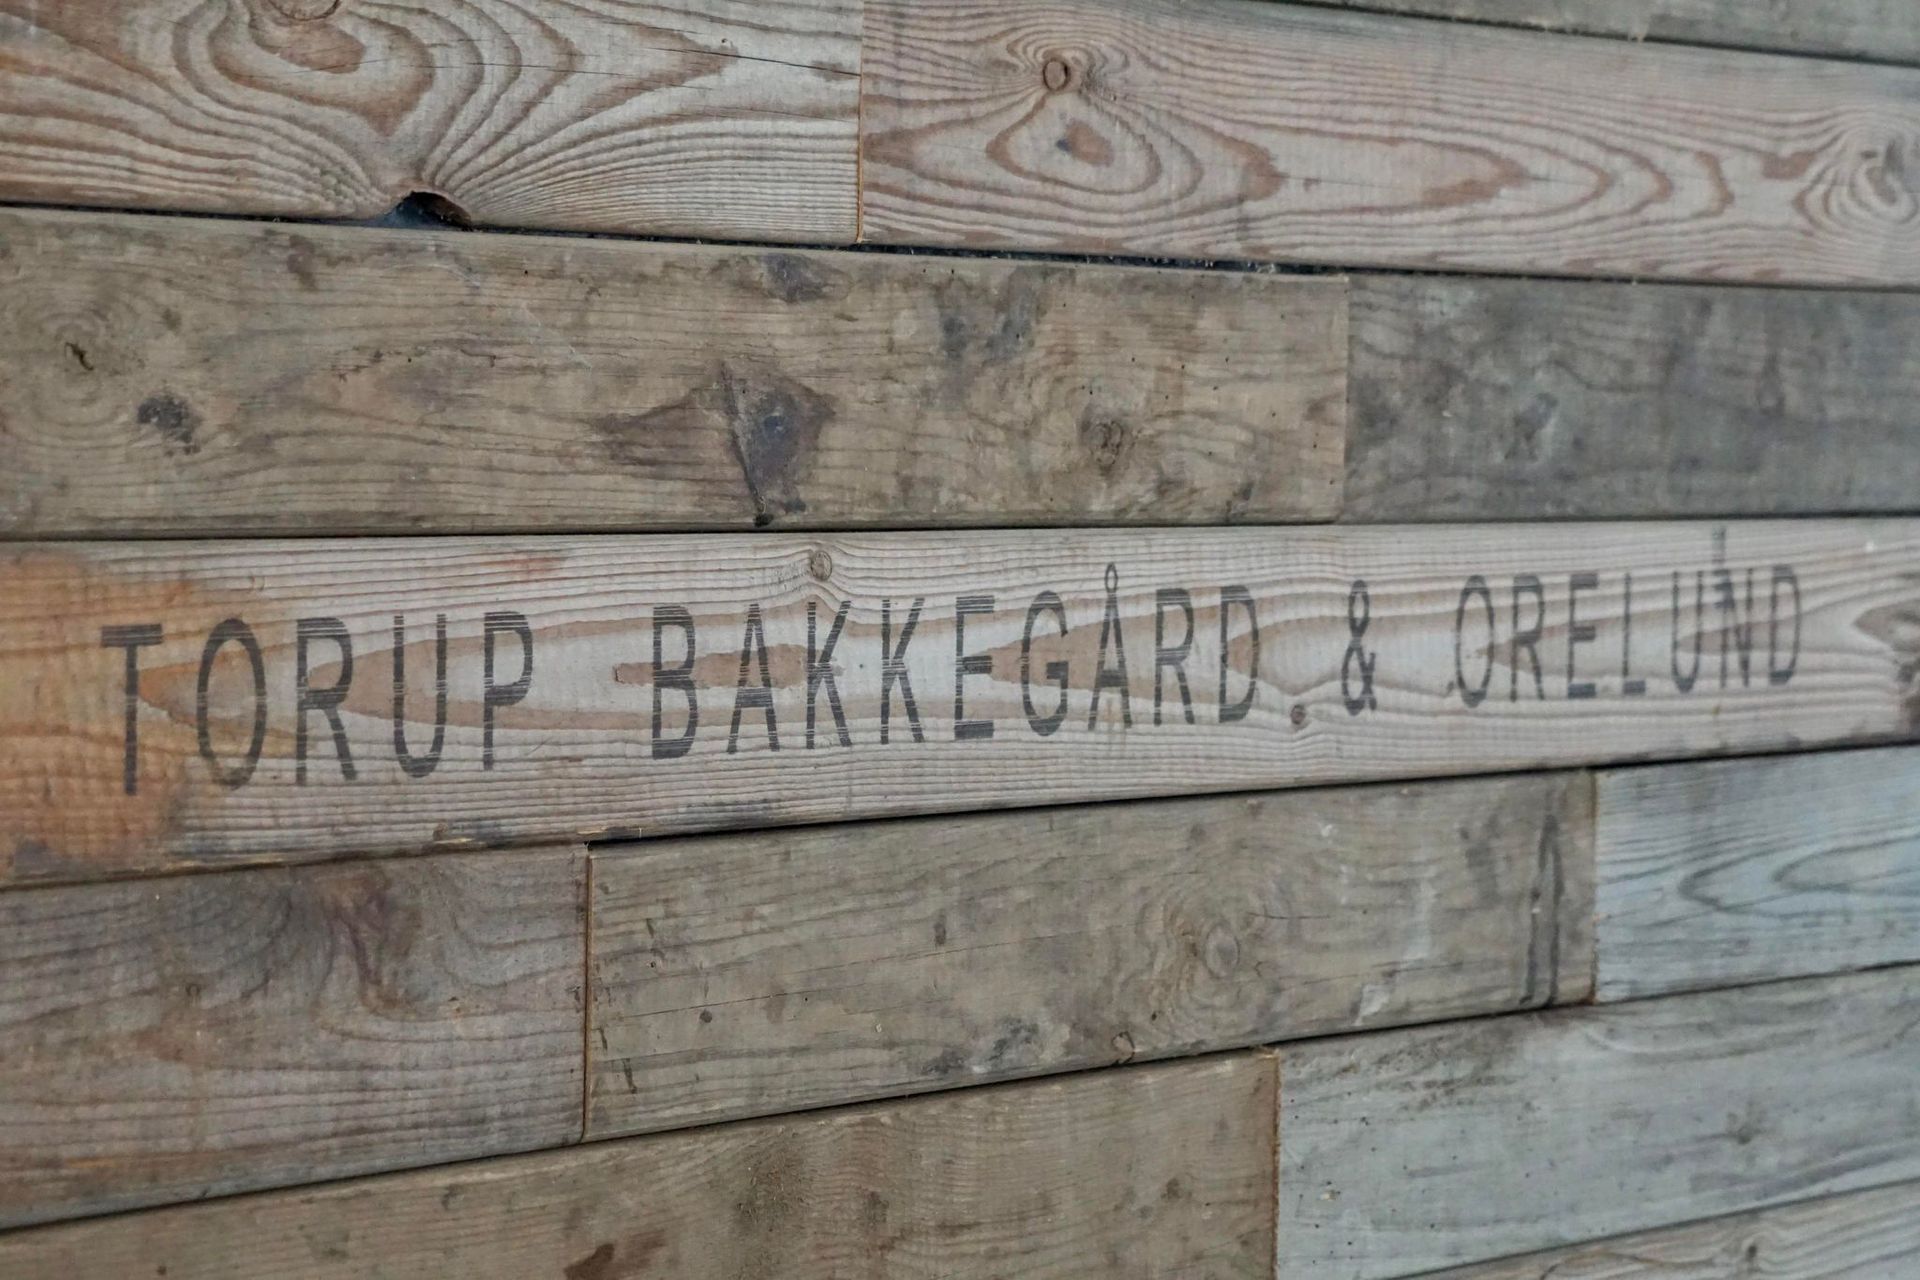 TORUP BAKKEGÅRD & ORELUND